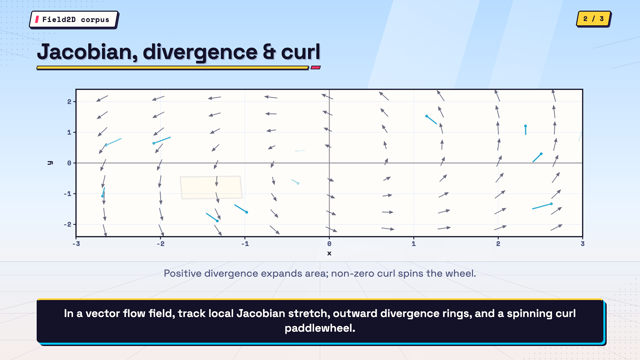 Field2D corpus
2 / 3
Jacobian, divergence & curl
2
1
0
-1
-2
y
-3
-2
-1
0
1
2
3
x
Positive divergence expands area; non-zero curl spins the wheel.
In a vector flow field, track local Jacobian stretch, outward divergence rings, and a spinning curl
paddlewheel.